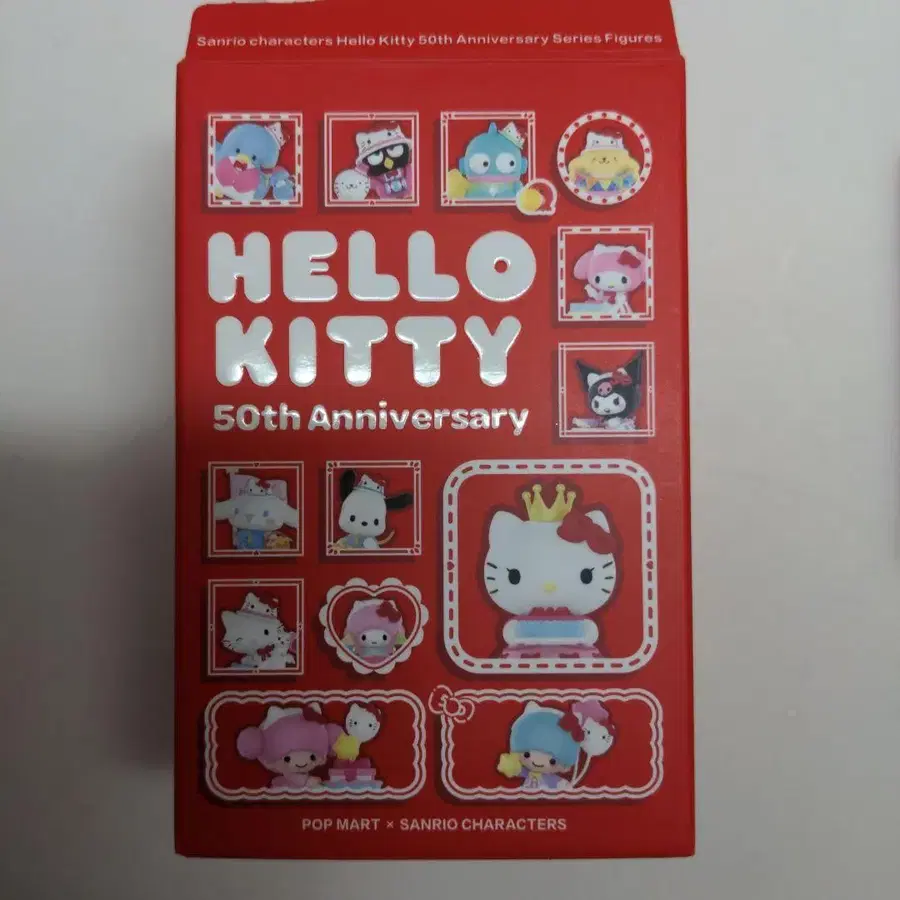 Sanrio characters Hello Kitty 50th Anniversary Series Figures
HELLO
KITTY
50th Anniversary
POP MART × SANRIO CHARACTERS